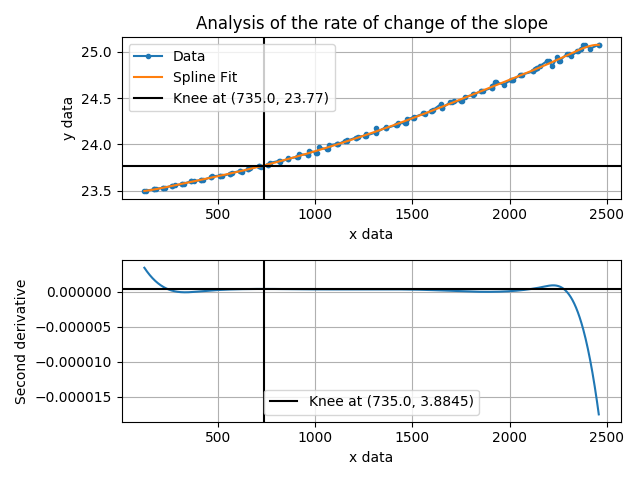 Analysis of the rate of change of the slope
25.0
24.5
24.0
23.5
y data
Data
Spline Fit
Knee at (735.0, 23.77)
500 1000 1500 2000 2500
x data
0.000000
−0.000005
−0.000010
−0.000015
Second derivative
Knee at (735.0, 3.8845)
500 1000 1500 2000 2500
x data